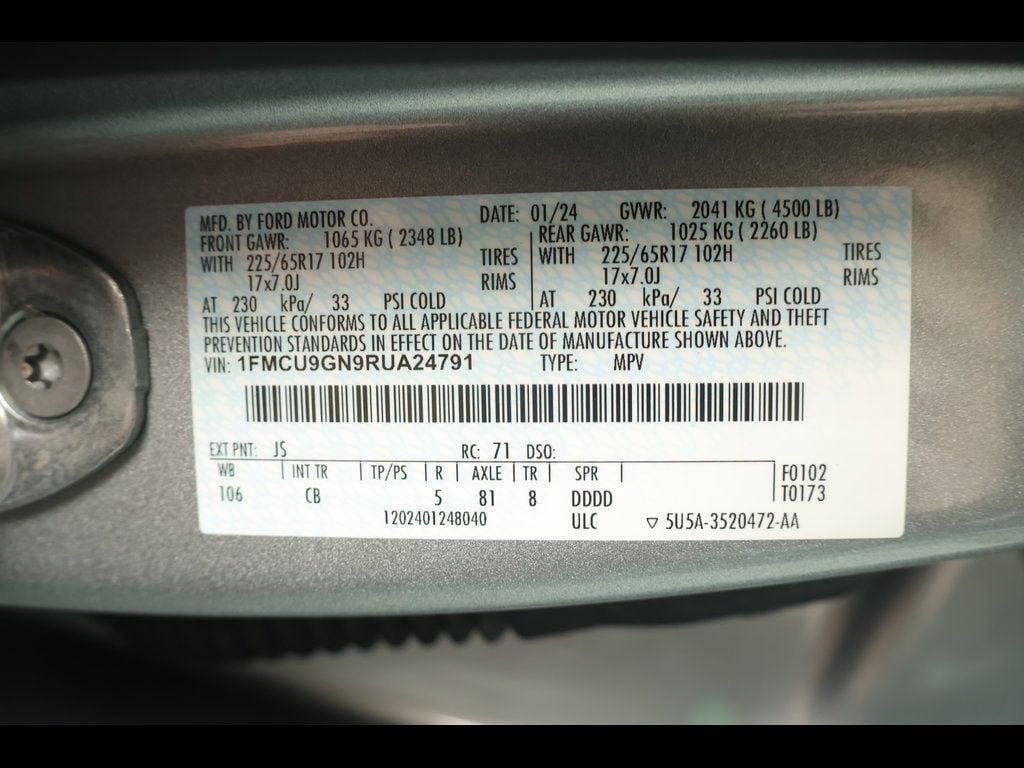 MFD. BY FORD MOTOR CO. DATE: 01/24 GVWR: 2041 KG ( 4500 LB)
FRONT GAWR: 1065 KG ( 2348 LB) REAR GAWR: 1025 KG ( 2260 LB)
WITH 225/65R17 102H TIRES WITH 225/65R17 102H TIRES
17x7.0J RIMS 17x7.0J RIMS
AT 230 kPa/ 33 PSI COLD AT 230 kPa/ 33 PSI COLD
THIS VEHICLE CONFORMS TO ALL APPLICABLE FEDERAL MOTOR VEHICLE SAFETY AND THEFT
PREVENTION STANDARDS IN EFFECT ON THE DATE OF MANUFACTURE SHOWN ABOVE.
VIN: 1FMCU9GN9RUA24791 TYPE: MPV
EXT PNT: JS RC: 71 DSO:
WB INT TR TP/PS R AXLE TR SPR F0102
106 CB 5 81 8 DDDD T0173
1202401248040 ULC ▽ 5U5A-3520472-AA